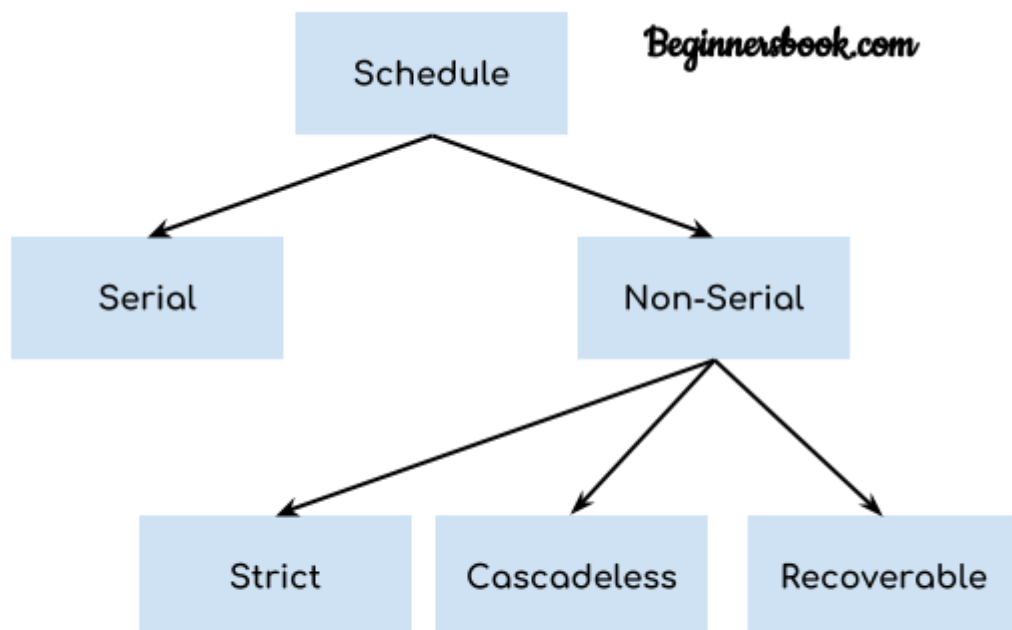 Beginnersbook.com
Schedule
Serial
Non-Serial
Strict
Cascadeless
Recoverable